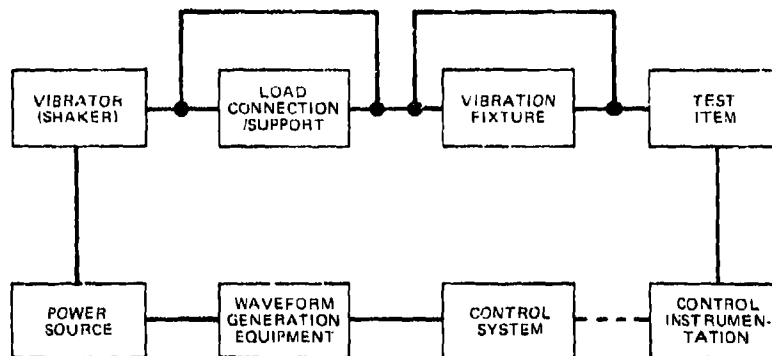 VIBRATOR
(SHAKER)
LOAD
CONNECTION
/SUPPORT
VIBRATION
FIXTURE
TEST
ITEM
POWER
SOURCE
WAVEFORM
GENERATION
EQUIPMENT
CONTROL
SYSTEM
CONTROL
INSTRUMEN-
TATION